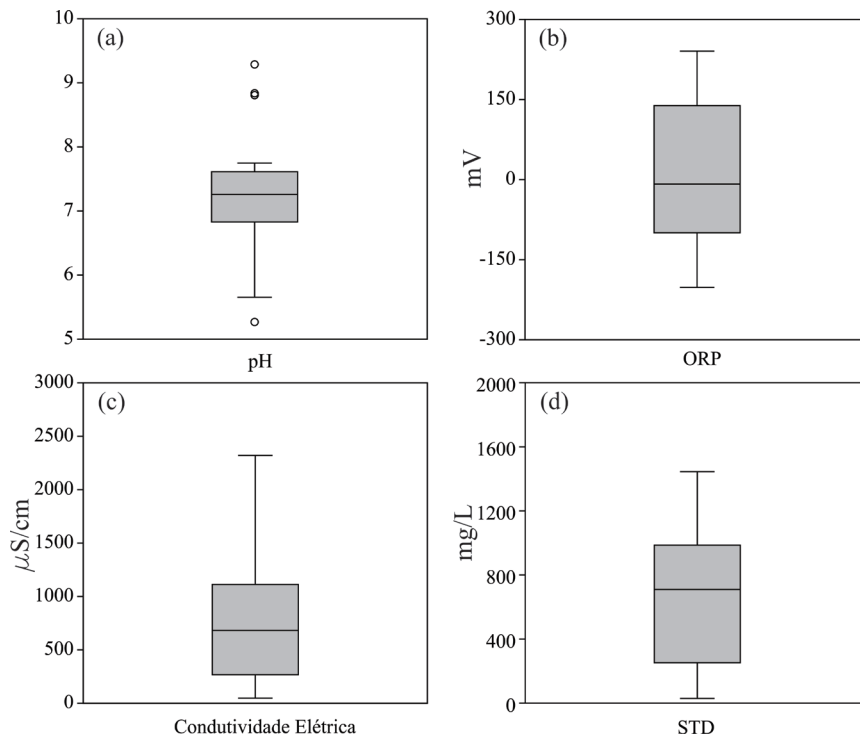 (a)
10
9
8
7
6
5
pH
(b)
mV
300
150
0
-150
-300
ORP
(c)
μS/cm
3000
2500
2000
1500
1000
500
0
Condutividade Elétrica
(d)
mg/L
2000
1600
1200
800
400
0
STD